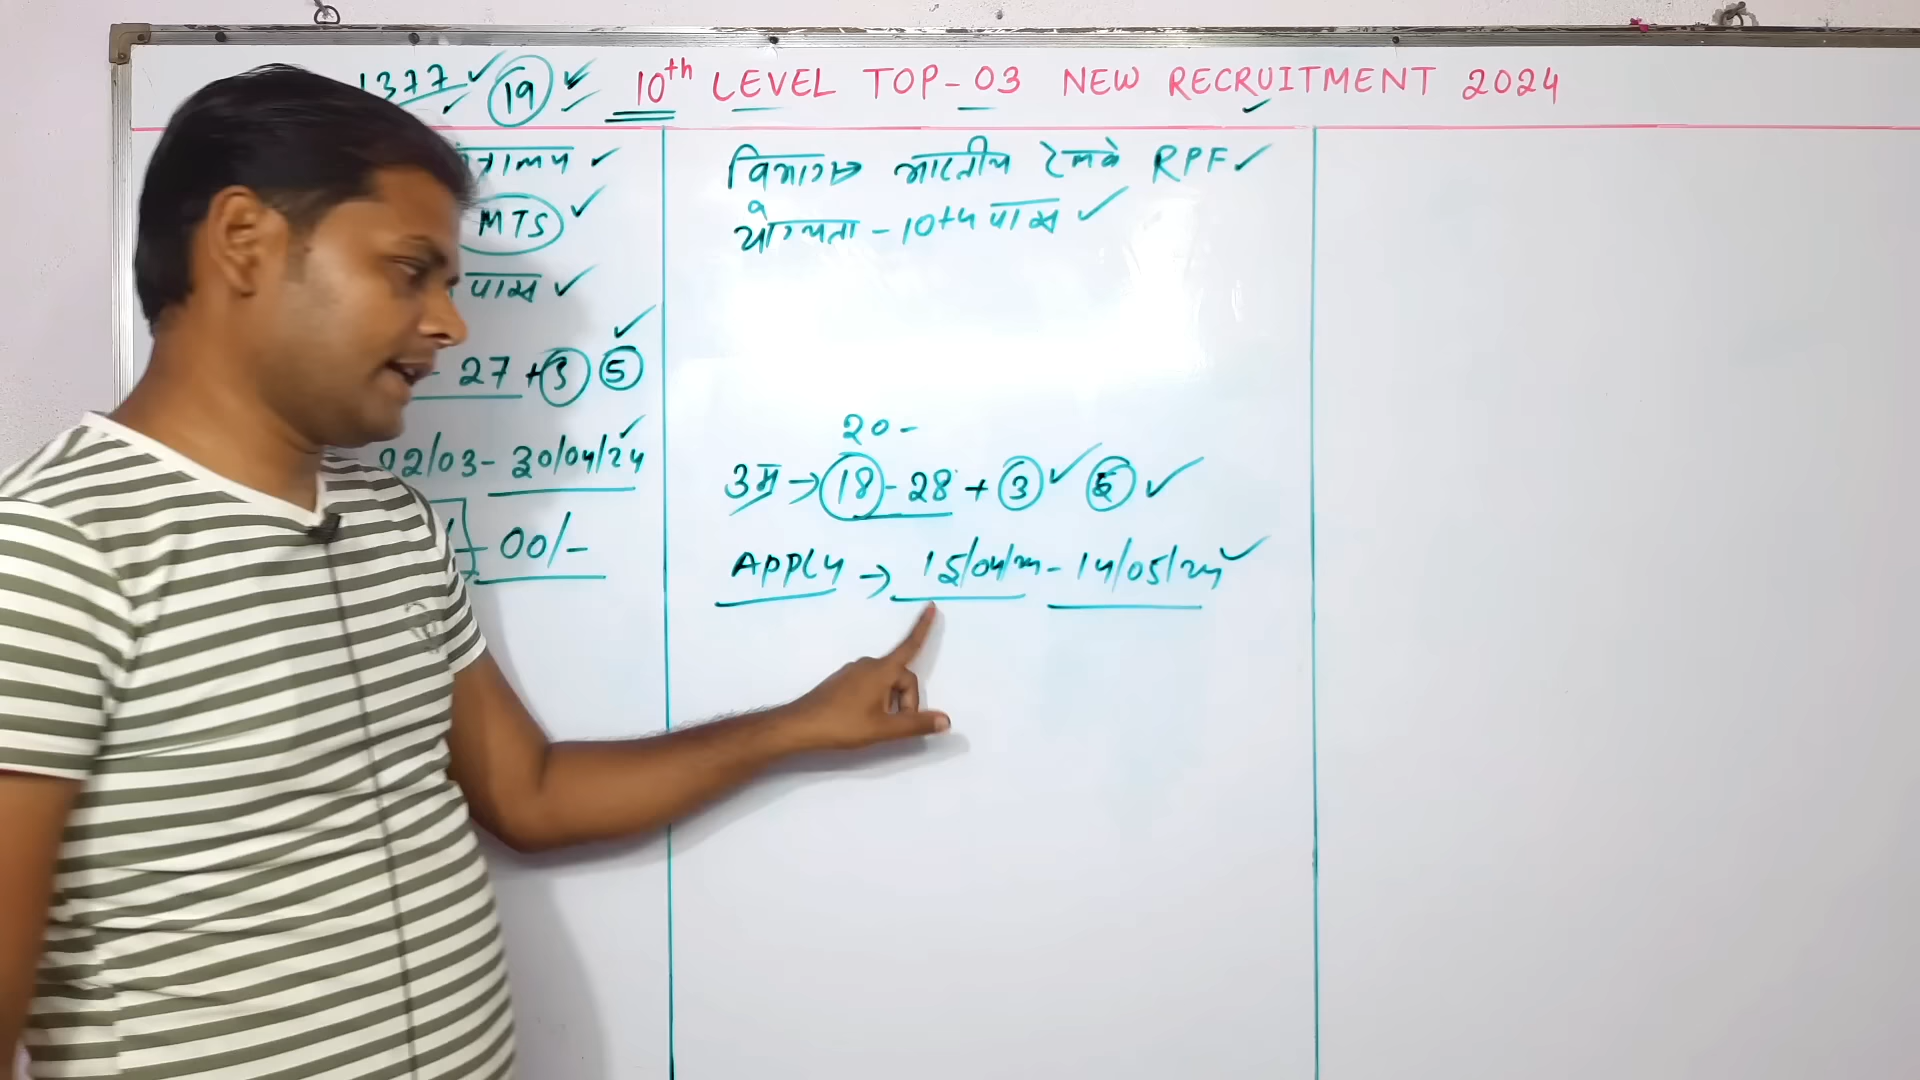 1377 19 10th LEVEL TOP-03 NEW RECRUITMENT 2024
MTS
पास
- 27 + 3 5
02/03 - 30/04/24
00/-
विभाग → भारतीय रेलवे RPF
योग्यता - 10th पास
20 -
उम्र → 18 - 28 + 3 5
APPLY → 15/04/24 - 14/05/24